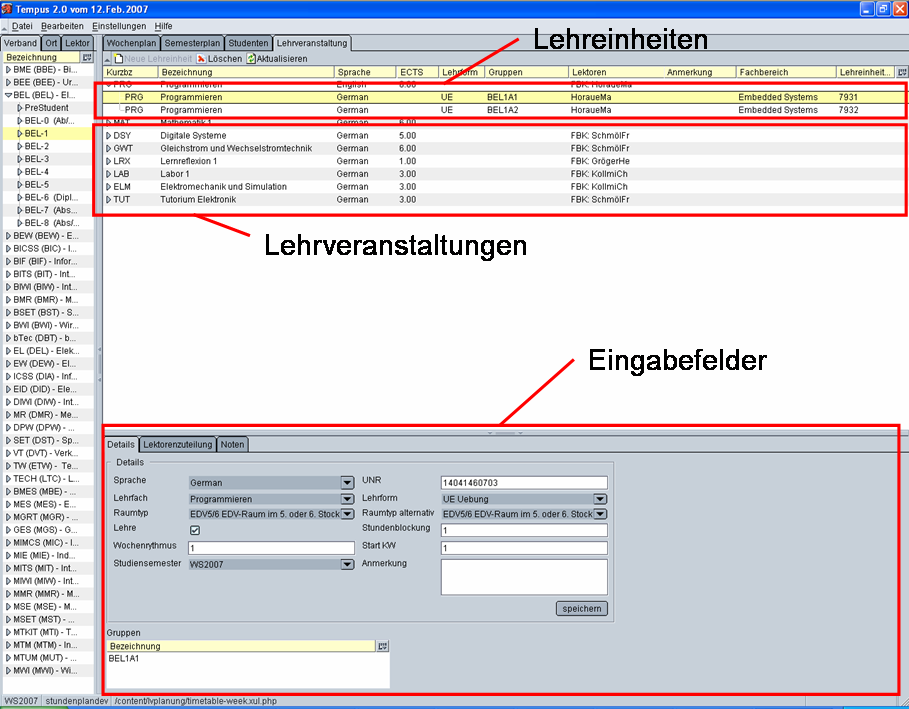 Tempus 2.0 vom 12.Feb.2007
Datei Bearbeiten Einstellungen Hilfe
Verband Ort Lektor
Wochenplan Semesterplan Studenten Lehrveranstaltung
Lehreinheiten
Bezeichnung
Neue Lehreinheit Löschen Aktualisieren
Kurzbz Bezeichnung Sprache ECTS Lehrform Gruppen Lektoren Anmerkung Fachbereich Lehreinheit...
PRG Programmieren English 6.00 FBK: HoraueMa
PRG Programmieren German UE BEL1A1 HoraueMa Embedded Systems 7931
PRG Programmieren German UE BEL1A2 HoraueMa Embedded Systems 7932
MAT Mathematik 1 German 6.00
DSY Digitale Systeme German 5.00 FBK: SchmölFr
GWT Gleichstrom und Wechselstromtechnik German 6.00 FBK: SchmölFr
LRX Lernreflexion 1 German 1.00 FBK: GrögerHe
LAB Labor 1 German 3.00 FBK: KollmiCh
ELM Elektromechanik und Simulation German 3.00 FBK: KollmiCh
TUT Tutorium Elektronik German 3.00 FBK: SchmölFr
Lehrveranstaltungen
Eingabefelder
BME (BBE) - Bi...
BEE (BEE) - Ur...
BEL (BEL) - El...
PreStudent
BEL-0 (Ab/...
BEL-1
BEL-2
BEL-3
BEL-4
BEL-5
BEL-6 (Dipl...
BEL-7 (Abs...
BEL-8 (Abs/...
BEW (BEW) - E...
BICSS (BIC) - I...
BIF (BIF) - Infor...
BITS (BIT) - Int...
BIWI (BIW) - Int...
BMR (BMR) - M...
BSET (BST) - S...
BWI (BWI) - Wir...
bTec (DBT) - b...
EL (DEL) - Elek...
EW (DEW) - El...
ICSS (DIA) - Inf...
EID (DID) - Ele...
DIWI (DIW) - Int...
MR (DMR) - Me...
DPW (DPW) - ...
SET (DST) - Sp...
VT (DVT) - Verk...
TW (ETW) - Te...
TECH (LTC) - L...
BMES (MBE) - ...
MES (MES) - E...
MGRT (MGR) - ...
GES (MGS) - G...
MIMCS (MIC) - I...
MIE (MIE) - Ind...
MITS (MIT) - Int...
MIWI (MIW) - Int...
MMR (MMR) - M...
MSE (MSE) - M...
MSET (MST) - ...
MTKIT (MTI) - T...
MTM (MTM) - In...
MTUM (MUT) - ...
MWI (MWI) - Wi...
Details Lektorenzuteilung Noten
Details
Sprache German UNR 14041460703
Lehrfach Programmieren Lehrform UE Uebung
Raumtyp EDV5/6 EDV-Raum im 5. oder 6. Stock Raumtyp alternativ EDV5/6 EDV-Raum im 5. oder 6. Stock
Lehre Stundenblockung 1
Wochenrythmus 1 Start KW 1
Studiensemester WS2007 Anmerkung
speichern
Gruppen
Bezeichnung
BEL1A1
WS2007 stundenplandev /content/lvplanung/timetable-week.xul.php